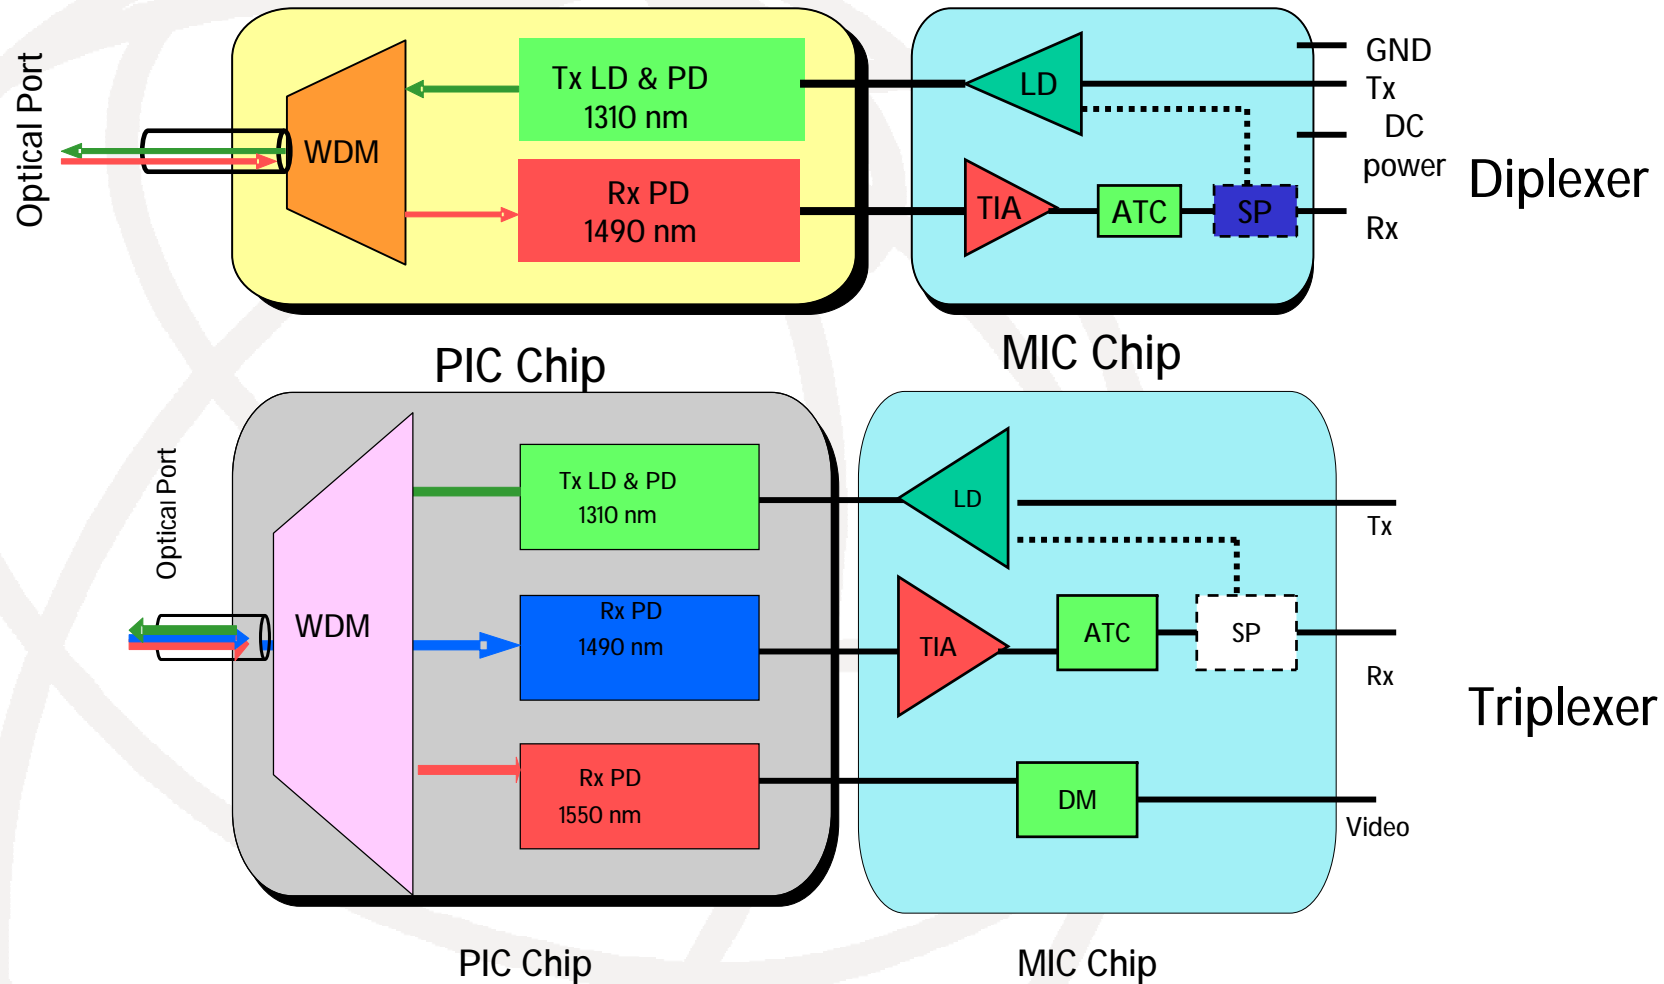 Optical Port
WDM
Tx LD & PD
1310 nm
Rx PD
1490 nm
LD
TIA
ATC
SP
GND
Tx
DC
power
Rx
Diplexer
PIC Chip
MIC Chip
Optical Port
WDM
Tx LD & PD
1310 nm
Rx PD
1490 nm
Rx PD
1550 nm
LD
TIA
ATC
SP
DM
Tx
Rx
Video
Triplexer
PIC Chip
MIC Chip